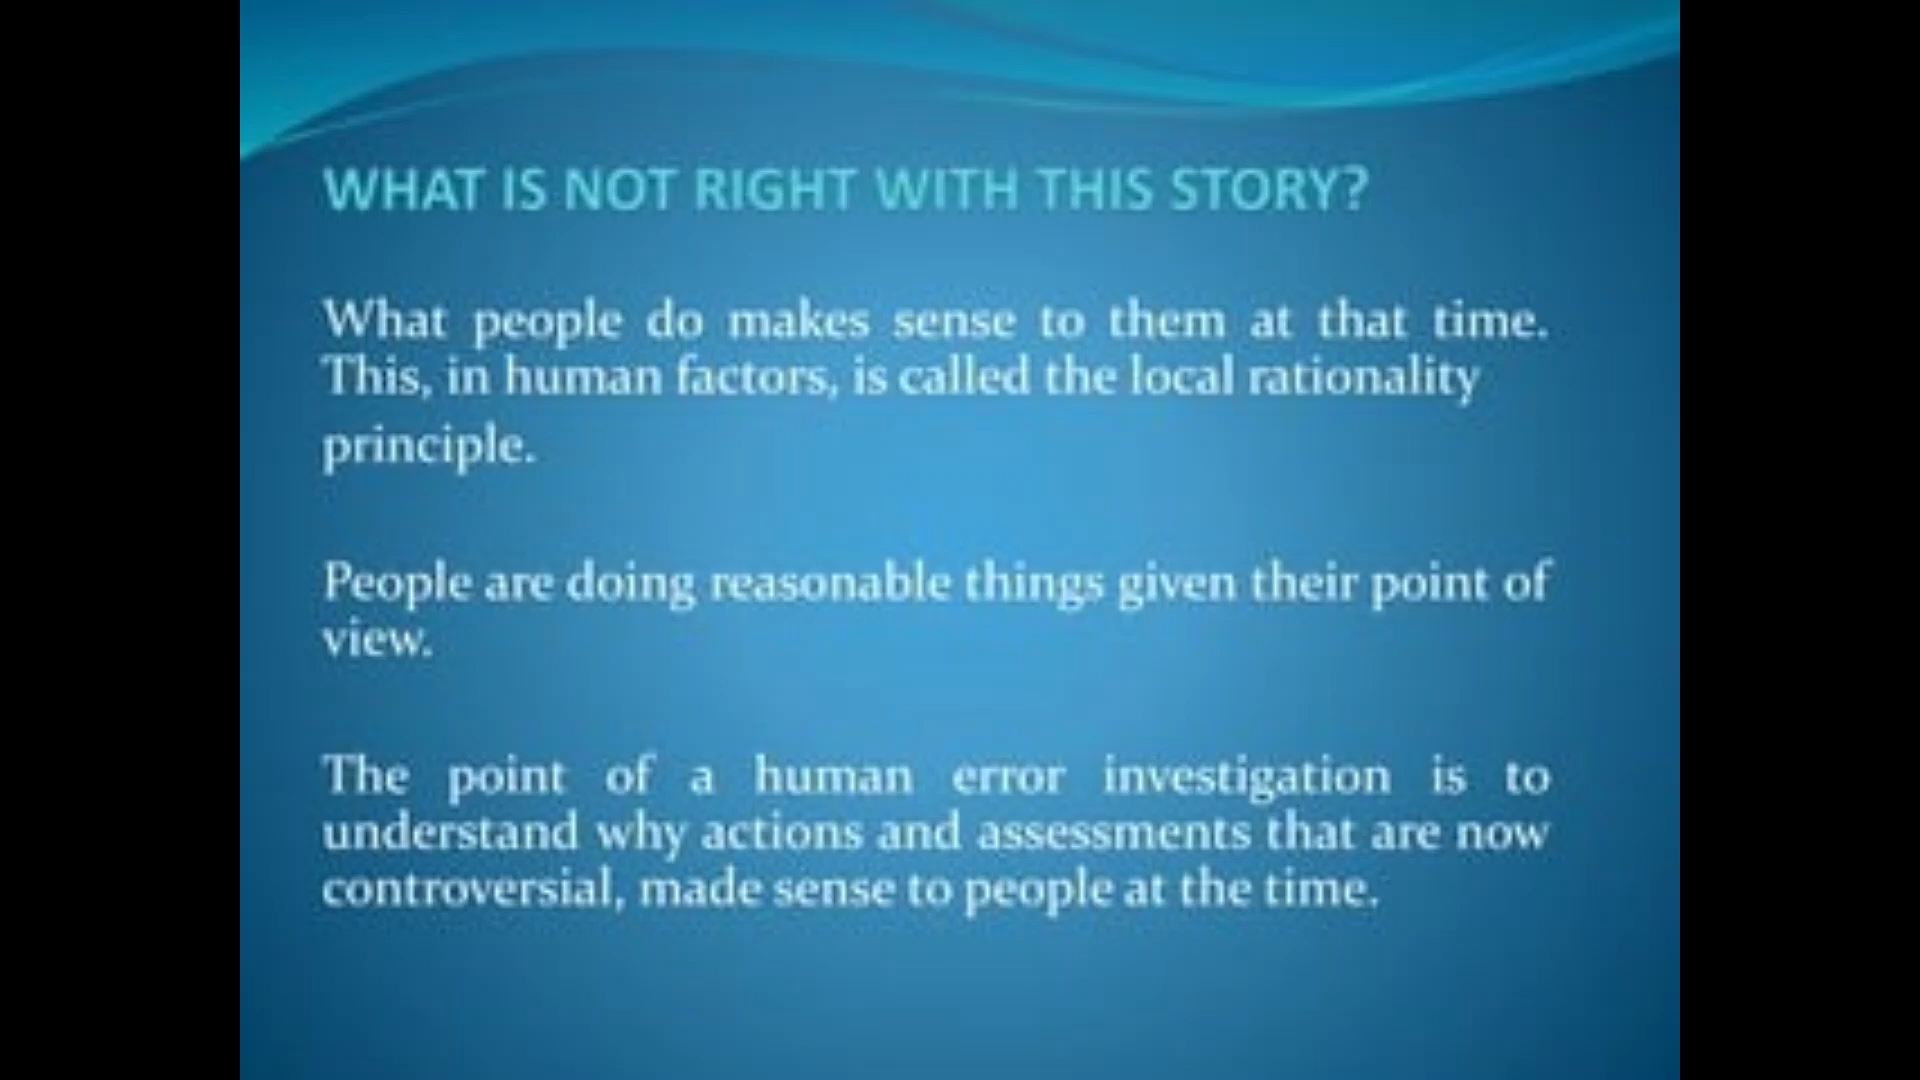 WHAT IS NOT RIGHT WITH THIS STORY?
What people do makes sense to them at that time.
This, in human factors, is called the local rationality
principle.
People are doing reasonable things given their point of
view.
The point of a human error investigation is to
understand why actions and assessments that are now
controversial, made sense to people at the time.